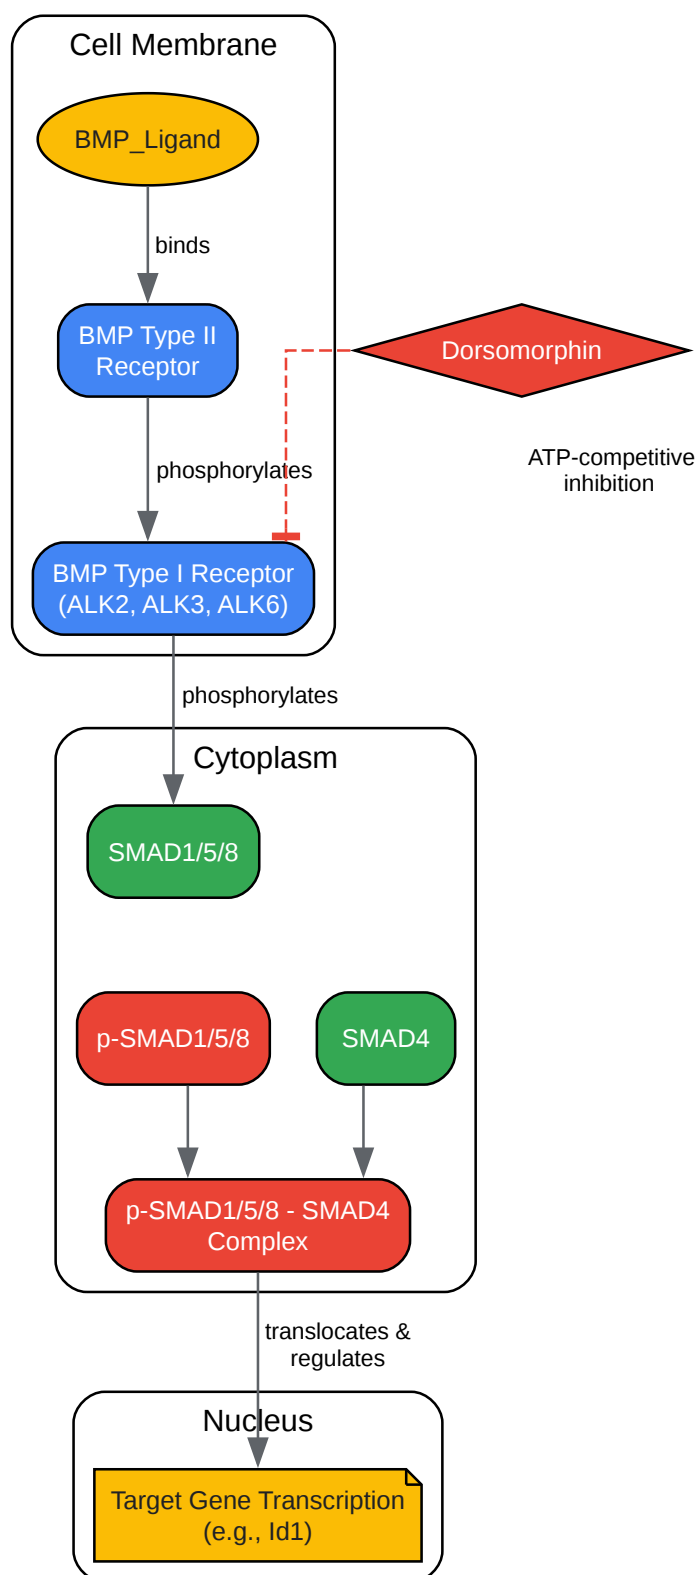 Cell Membrane
BMP_Ligand
binds
BMP Type II
Receptor
Dorsomorphin
phosphorylates
ATP-competitive
inhibition
BMP Type I Receptor
(ALK2, ALK3, ALK6)
phosphorylates
Cytoplasm
SMAD1/5/8
p-SMAD1/5/8
SMAD4
p-SMAD1/5/8 - SMAD4
Complex
translocates &
regulates
Nucleus
Target Gene Transcription
(e.g., Id1)